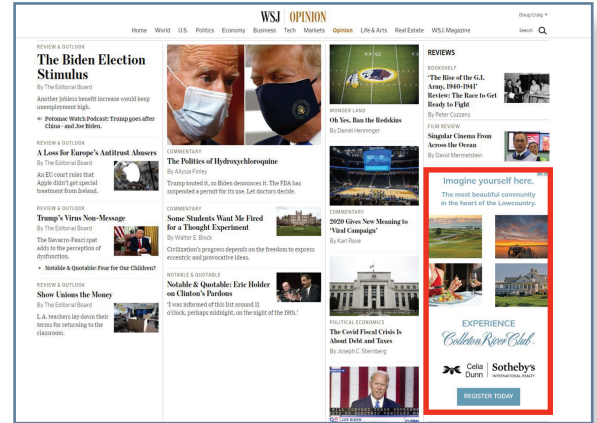 WSJ OPINION
Doug Craig
Home World U.S. Politics Economy Business Tech Markets Opinion Life & Arts Real Estate WSJ. Magazine
Search
REVIEW & OUTLOOK
The Biden Election
Stimulus
By The Editorial Board
Another jobless benefit increase would keep
unemployment high.
Potomac Watch Podcast: Trump goes after
China - and Joe Biden.
REVIEW & OUTLOOK
A Loss for Europe's Antitrust Abusers
By The Editorial Board
An EU court rules that
Apple didn't get special
treatment from Ireland.
REVIEW & OUTLOOK
Trump's Virus Non-Message
By The Editorial Board
The Navarro-Fauci spat
adds to the perception of
dysfunction.
Notable & Quotable: Fear for Our Children?
REVIEW & OUTLOOK
Show Unions the Money
By The Editorial Board
L.A. teachers lay down their
terms for returning to the
classroom.
COMMENTARY
The Politics of Hydroxychloroquine
By Allysia Finley
Trump touted it, so Biden denounces it. The FDA has
suspended a permit for its use. Let doctors decide.
COMMENTARY
Some Students Want Me Fired
for a Thought Experiment
By Walter E. Block
Civilization's progress depends on the freedom to express
eccentric and provocative ideas.
NOTABLE & QUOTABLE
Notable & Quotable: Eric Holder
on Clinton's Pardons
'I was informed of this list around 11
o'clock, perhaps midnight, on the night of the 19th.'
WONDER LAND
Oh Yes, Ban the Redskins
By Daniel Henninger
COMMENTARY
2020 Gives New Meaning to
'Viral Campaign'
By Karl Rove
POLITICAL ECONOMICS
The Covid Fiscal Crisis Is
About Debt and Taxes
By Joseph C. Sternberg
JOE BIDEN
REVIEWS
BOOKSHELF
'The Rise of the G.I.
Army, 1940-1941'
Review: The Race to Get
Ready to Fight
By Peter Cozzens
FILM REVIEW
Singular Cinema From
Across the Ocean
By David Mermelstein
Imagine yourself here.
The most beautiful community
in the heart of the Lowcountry.
EXPERIENCE
Colleton River Club.
Celia
Dunn
Sotheby's
INTERNATIONAL REALTY
REGISTER TODAY